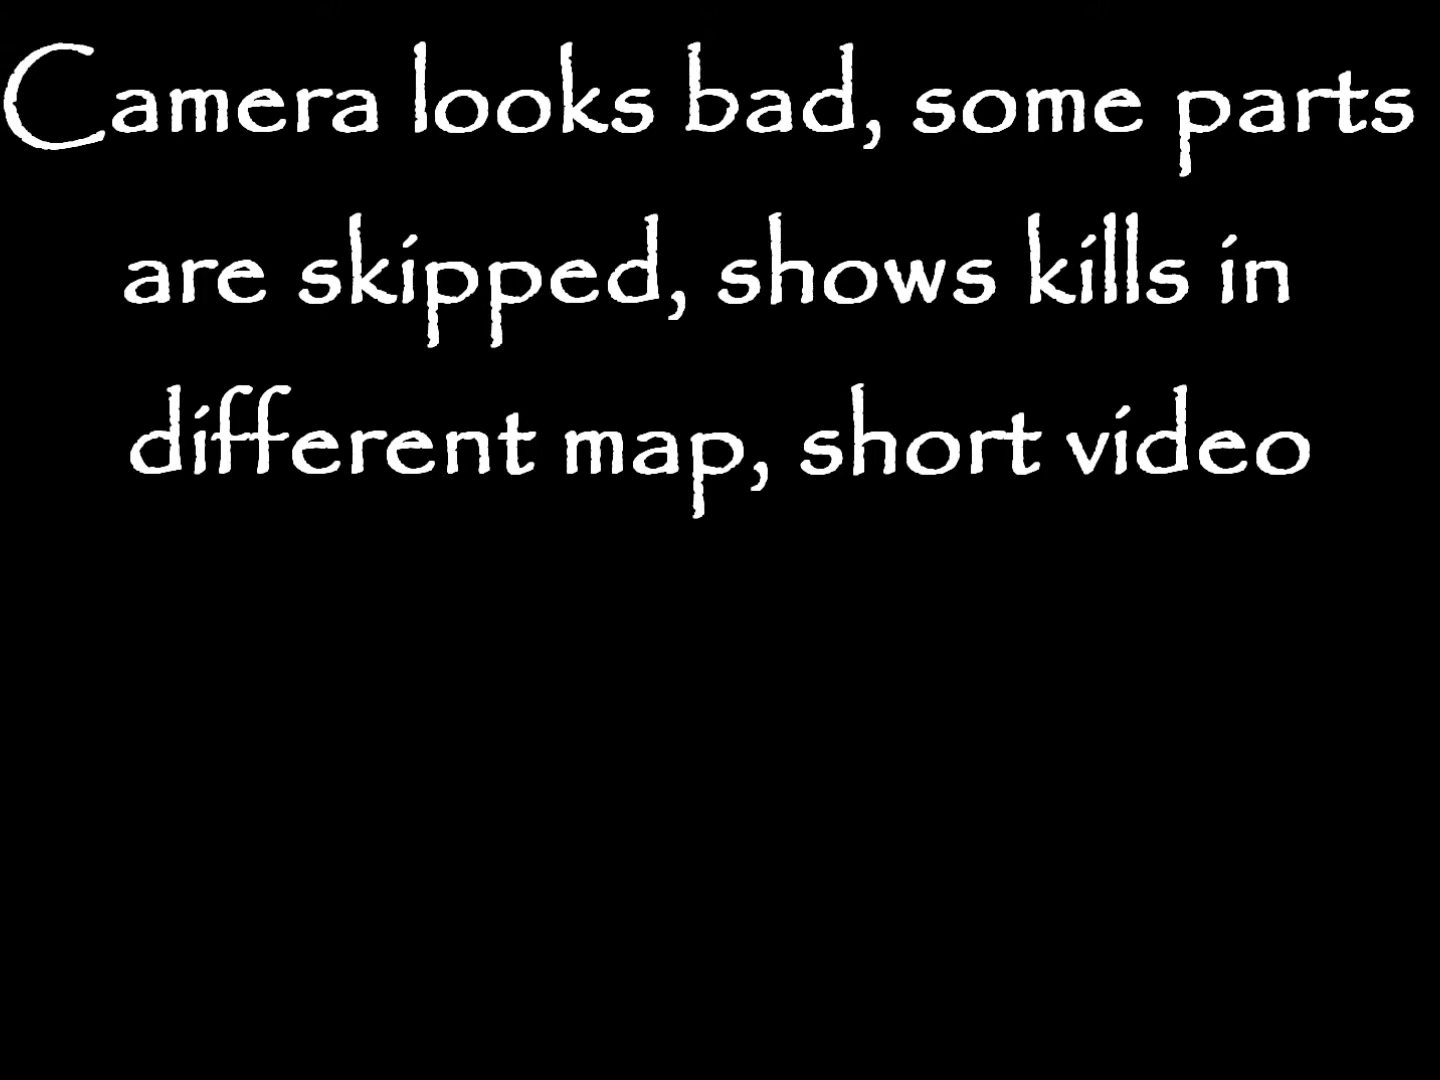 Camera looks bad, some parts
are skipped, shows kills in
different map, short video